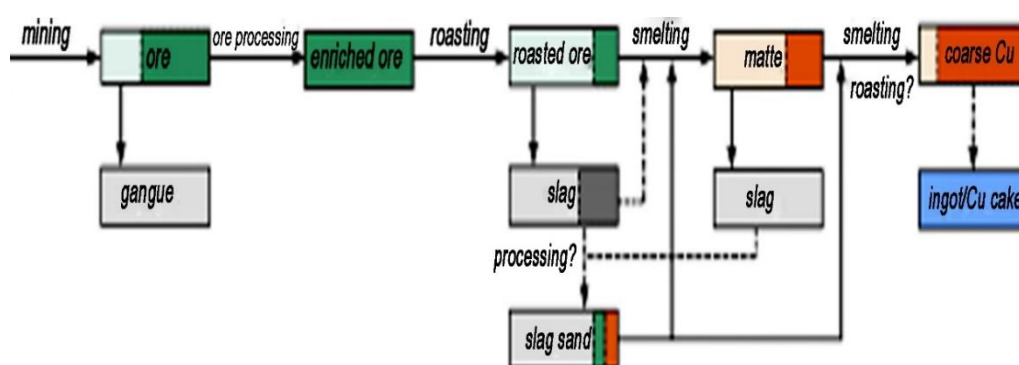 mining
ore
ore processing
enriched ore
roasting
roasted ore
smelting
matte
smelting
roasting?
coarse Cu
gangue
slag
slag
ingot/Cu cake
processing?
slag sand